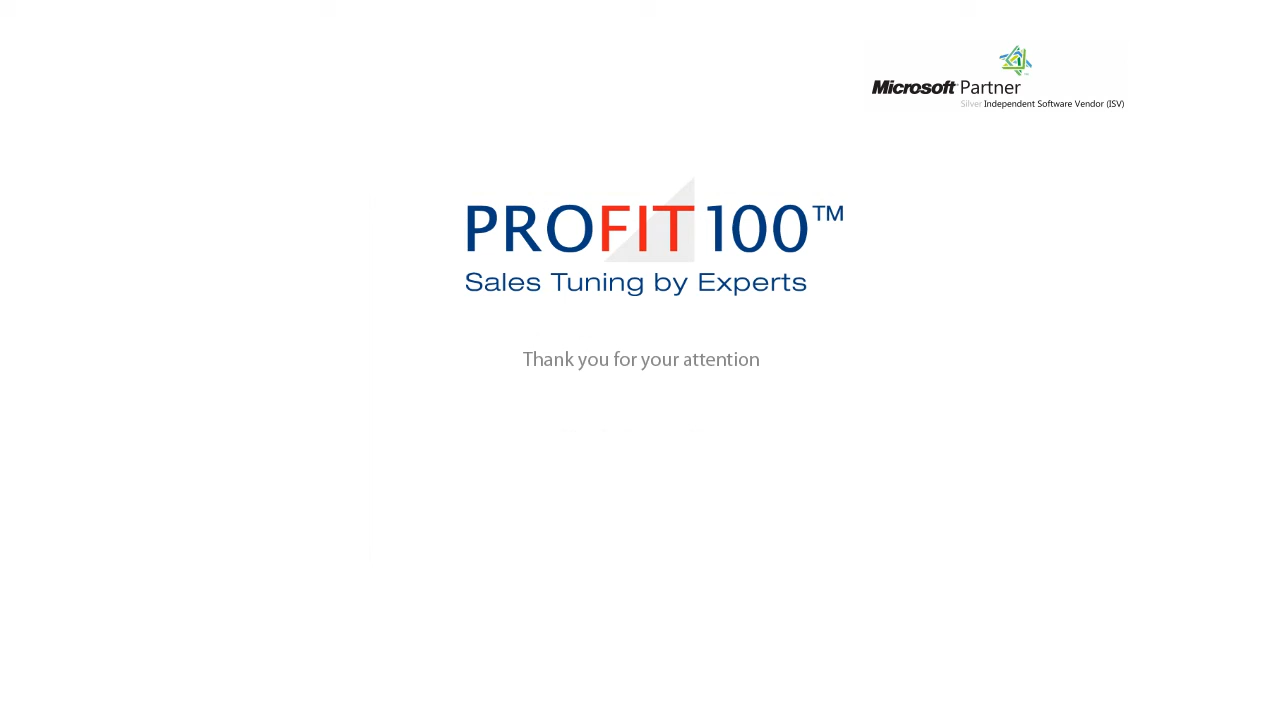 Microsoft Partner
Silver Independent Software Vendor (ISV)
PROFIT 100™
Sales Tuning by Experts
Thank you for your attention